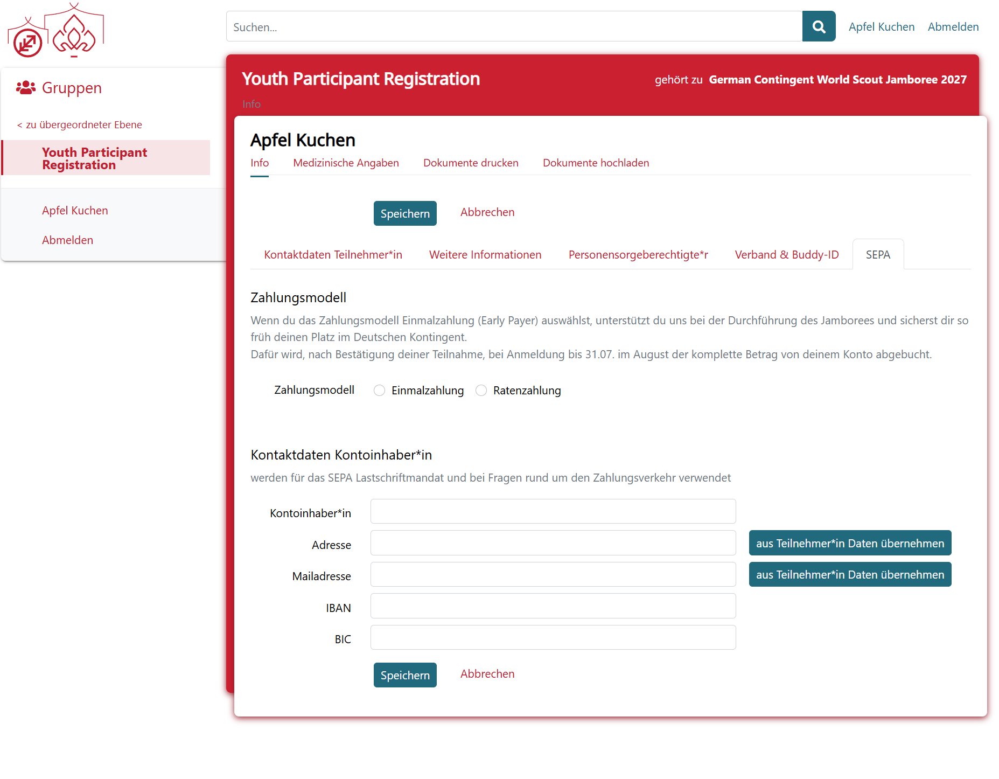 Suchen...
Apfel Kuchen
Abmelden
Gruppen
< zu übergeordneter Ebene
Youth Participant
Registration
Apfel Kuchen
Abmelden
Youth Participant Registration
gehört zu German Contingent World Scout Jamboree 2027
Info
Apfel Kuchen
Info
Medizinische Angaben
Dokumente drucken
Dokumente hochladen
Speichern
Abbrechen
Kontaktdaten Teilnehmer*in
Weitere Informationen
Personensorgeberechtigte*r
Verband & Buddy-ID
SEPA
Zahlungsmodell
Wenn du das Zahlungsmodell Einmalzahlung (Early Payer) auswählst, unterstützt du uns bei der Durchführung des Jamborees und sicherst dir so
früh deinen Platz im Deutschen Kontingent.
Dafür wird, nach Bestätigung deiner Teilnahme, bei Anmeldung bis 31.07. im August der komplette Betrag von deinem Konto abgebucht.
Zahlungsmodell
Einmalzahlung
Ratenzahlung
Kontaktdaten Kontoinhaber*in
werden für das SEPA Lastschriftmandat und bei Fragen rund um den Zahlungsverkehr verwendet
Kontoinhaber*in
Adresse
aus Teilnehmer*in Daten übernehmen
Mailadresse
aus Teilnehmer*in Daten übernehmen
IBAN
BIC
Speichern
Abbrechen